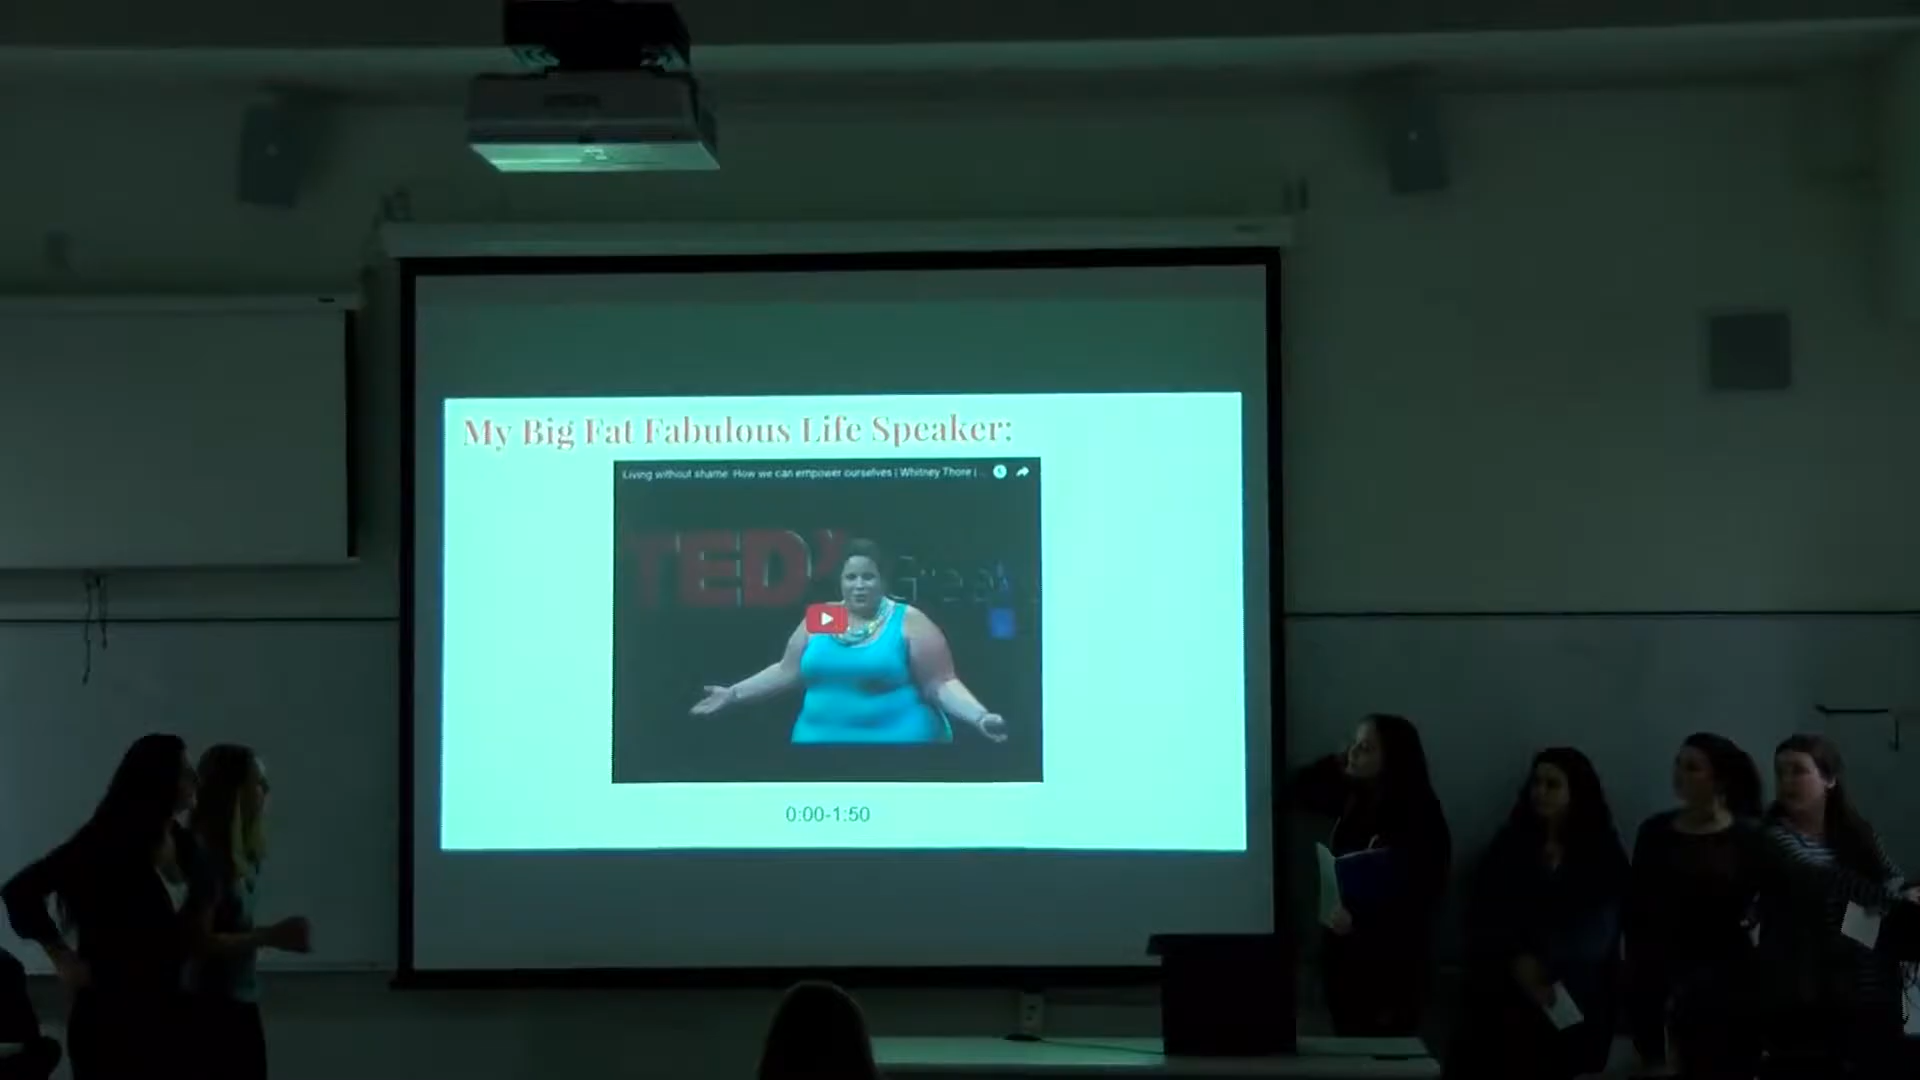 My Big Fat Fabulous Life Speaker:
Living without shame: How we can empower ourselves | Whitney Thore | ...
TEDx
0:00-1:50